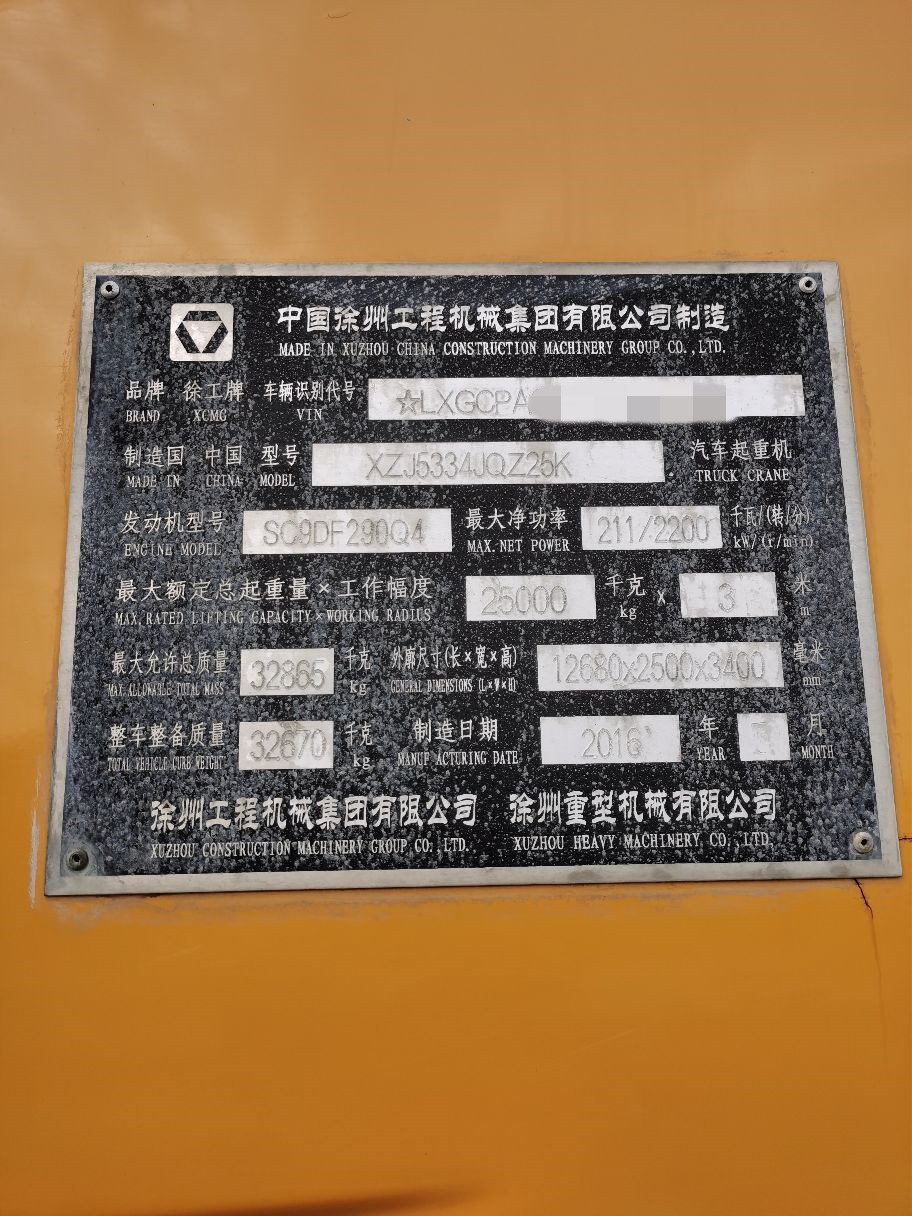 中国徐州工程机械集团有限公司制造
MADE IN XUZHOU CHINA CONSTRUCTION MACHINERY GROUP CO.,LTD.
品牌 徐工牌 车辆识别代号 ☆LXGCPA
BRAND XCMG VIN
制造国 中国 型号 XZJ5334JQZ25K 汽车起重机
MADE IN CHINA MODEL TRUCK CRANE
发动机型号 SC9DF290Q4 最大净功率 211/2200 千瓦/(转/分)
ENGINE MODEL MAX.NET POWER kW/(r/min)
最大额定总起重量×工作幅度 25000 千克 × 3 米
MAX.RATED LIFTING CAPACITY×WORKING RADIUS kg m
最大允许总质量 32865 千克 外廓尺寸(长×宽×高) 12680x2500x3400 毫米
MAX.ALLOWABLE TOTAL MASS kg GENERAL DIMENSIONS (L×W×H) mm
整车整备质量 32670 千克 制造日期 2016 年 月
TOTAL VEHICLE CURB WEIGHT kg MANUFACTURING DATE YEAR MONTH
徐州工程机械集团有限公司 徐州重型机械有限公司
XUZHOU CONSTRUCTION MACHINERY GROUP CO.,LTD. XUZHOU HEAVY MACHINERY CO.,LTD.